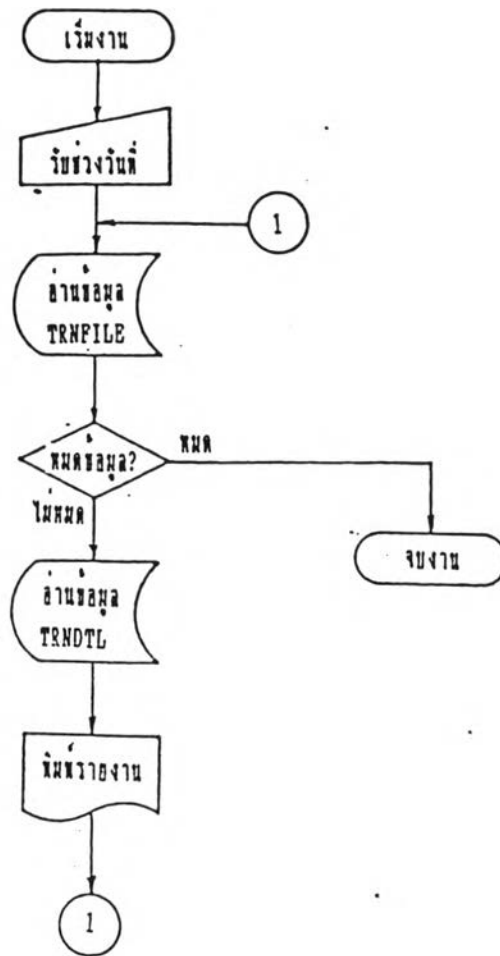 เริ่มงาน
รับช่วงวันที่
1
อ่านข้อมูล
TRNFILE
หมดข้อมูล?
หมด
ไม่หมด
จบงาน
อ่านข้อมูล
TRNDTL
พิมพ์รายงาน
1